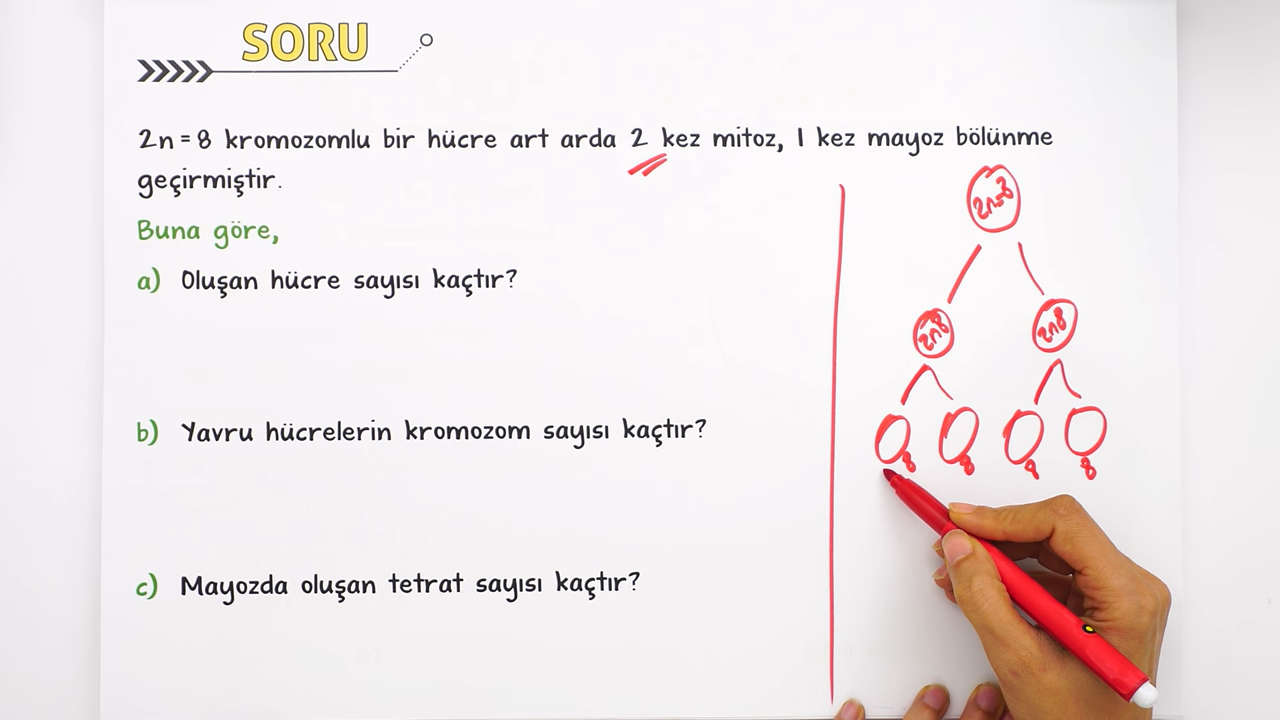 SORU
2n = 8 kromozomlu bir hücre art arda 2 kez mitoz, 1 kez mayoz bölünme
geçirmiştir.
Buna göre,
a) Oluşan hücre sayısı kaçtır?
b) Yavru hücrelerin kromozom sayısı kaçtır?
c) Mayozda oluşan tetrat sayısı kaçtır?
2n=8
2n8 2n8
8 8 8 8